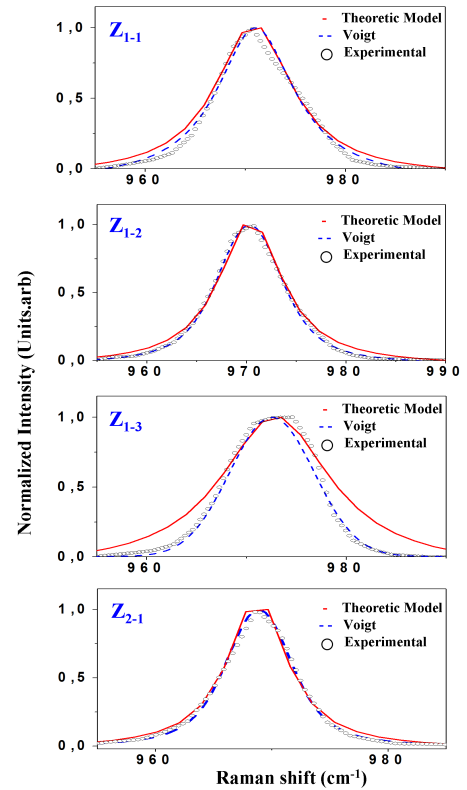 Z1-1
Theoretic Model
Voigt
Experimental
1,0
0,5
0,0
960 980
Z1-2
Theoretic Model
Voigt
Experimental
1,0
0,5
0,0
960 970 980 990
Z1-3
Theoretic Model
Voigt
Experimental
1,0
0,5
0,0
960 980
Z2-1
Theoretic Model
Voigt
Experimental
1,0
0,5
0,0
960 980
Normalized Intensity (Units.arb)
Raman shift (cm-1)